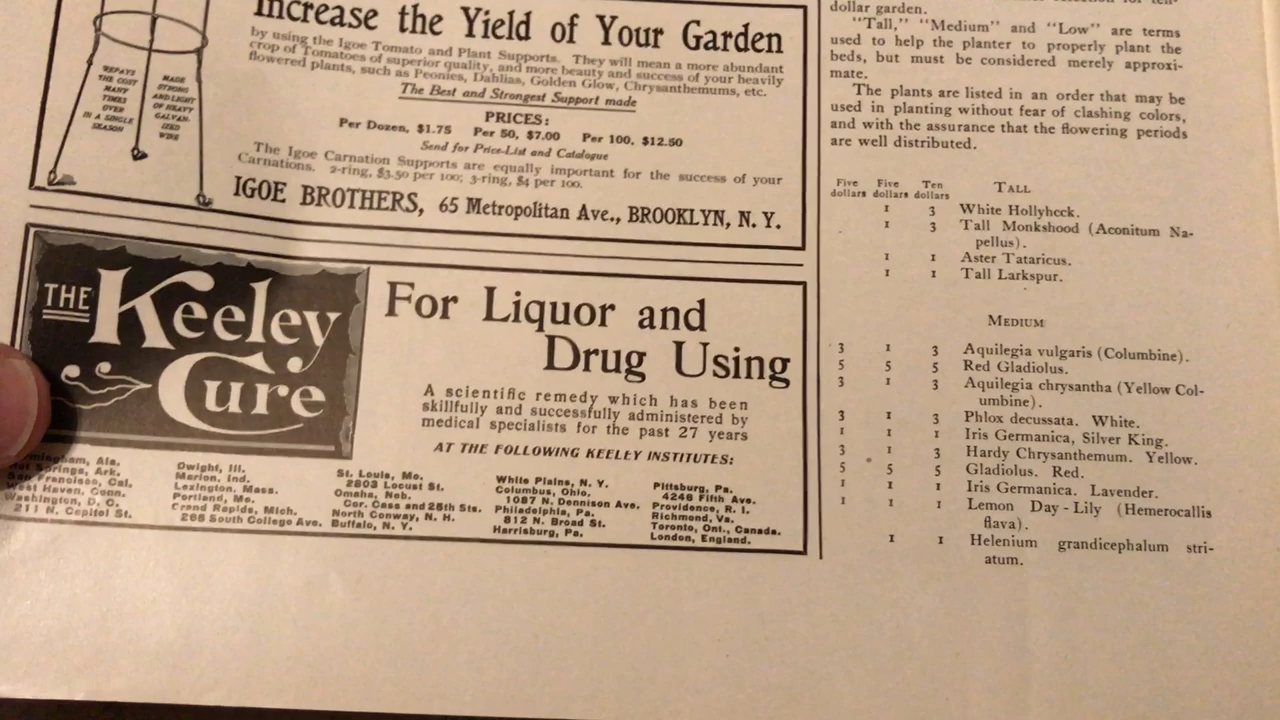 Increase the Yield of Your Garden
by using the Igoe Tomato and Plant Supports. They will mean a more abundant
crop of Tomatoes of superior quality, and more beauty and success of your heavily
flowered plants, such as Peonies, Dahlias, Golden Glow, Chrysanthemums, etc.
The Best and Strongest Support made
PRICES:
Per Dozen, $1.75 Per 50, $7.00 Per 100, $12.50
Send for Price-List and Catalogue
The Igoe Carnation Supports are equally important for the success of your
Carnations. 2-ring, $3.50 per 100; 3-ring, $4 per 100.
IGOE BROTHERS, 65 Metropolitan Ave., BROOKLYN, N. Y.
REPAYS
THE COST
MANY
TIMES
OVER
IN A SINGLE
SEASON
MADE
STRONG
AND LIGHT
OF HEAVY
GALVAN-
IZED
WIRE
THE Keeley
Cure
For Liquor and
Drug Using
A scientific remedy which has been
skillfully and successfully administered by
medical specialists for the past 27 years
AT THE FOLLOWING KEELEY INSTITUTES:
mingham, Ala.
Hot Springs, Ark.
San Francisco, Cal.
West Haven, Conn.
Washington, D. C.
211 N. Capitol St.
Dwight, Ill.
Marion, Ind.
Lexington, Mass.
Portland, Me.
Grand Rapids, Mich.
265 South College Ave.
St. Louis, Mo.
2803 Locust St.
Omaha, Neb.
Cor. Cass and 25th Sts.
North Conway, N. H.
Buffalo, N. Y.
White Plains, N. Y.
Columbus, Ohio.
1087 N. Dennison Ave.
Philadelphia, Pa.
812 N. Broad St.
Harrisburg, Pa.
Pittsburg, Pa.
4246 Fifth Ave.
Providence, R. I.
Richmond, Va.
Toronto, Ont., Canada.
London, England.
dollar garden.
"Tall," "Medium" and "Low" are terms
used to help the planter to properly plant the
beds, but must be considered merely approxi-
mate.
The plants are listed in an order that may be
used in planting without fear of clashing colors,
and with the assurance that the flowering periods
are well distributed.
Five Five Ten TALL
dollars dollars dollars
1 3 White Hollyhock.
1 3 Tall Monkshood (Aconitum Na-
pellus).
1 1 Aster Tataricus.
1 1 Tall Larkspur.
MEDIUM
3 1 3 Aquilegia vulgaris (Columbine).
5 5 5 Red Gladiolus.
3 1 3 Aquilegia chrysantha (Yellow Col-
umbine).
3 1 3 Phlox decussata. White.
1 1 1 Iris Germanica, Silver King.
3 1 3 Hardy Chrysanthemum. Yellow.
5 5 5 Gladiolus. Red.
1 1 1 Iris Germanica. Lavender.
1 1 1 Lemon Day-Lily (Hemerocallis
flava).
1 1 Helenium grandicephalum stri-
atum.